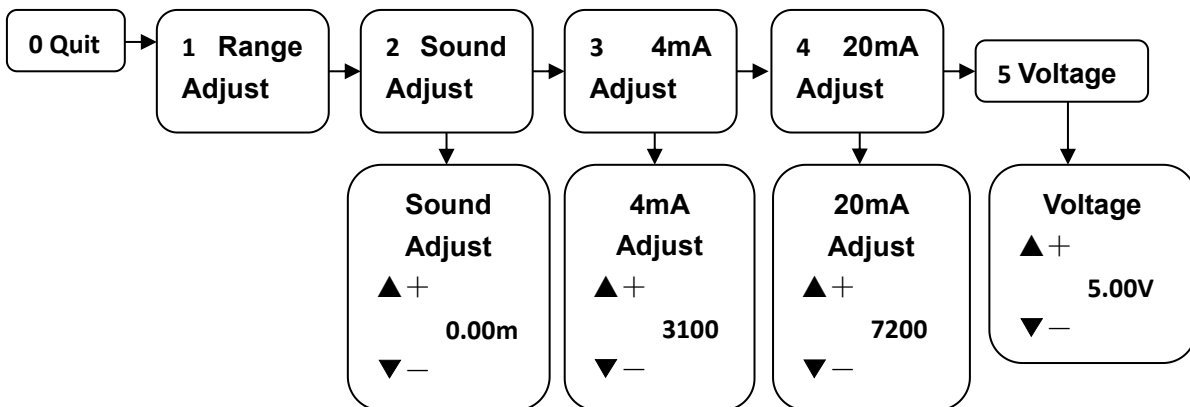 0 Quit
1 Range
Adjust
2 Sound
Adjust
3 4mA
Adjust
4 20mA
Adjust
5 Voltage
Sound
Adjust
▲+
0.00m
▼−
4mA
Adjust
▲+
3100
▼−
20mA
Adjust
▲+
7200
▼−
Voltage
▲+
5.00V
▼−